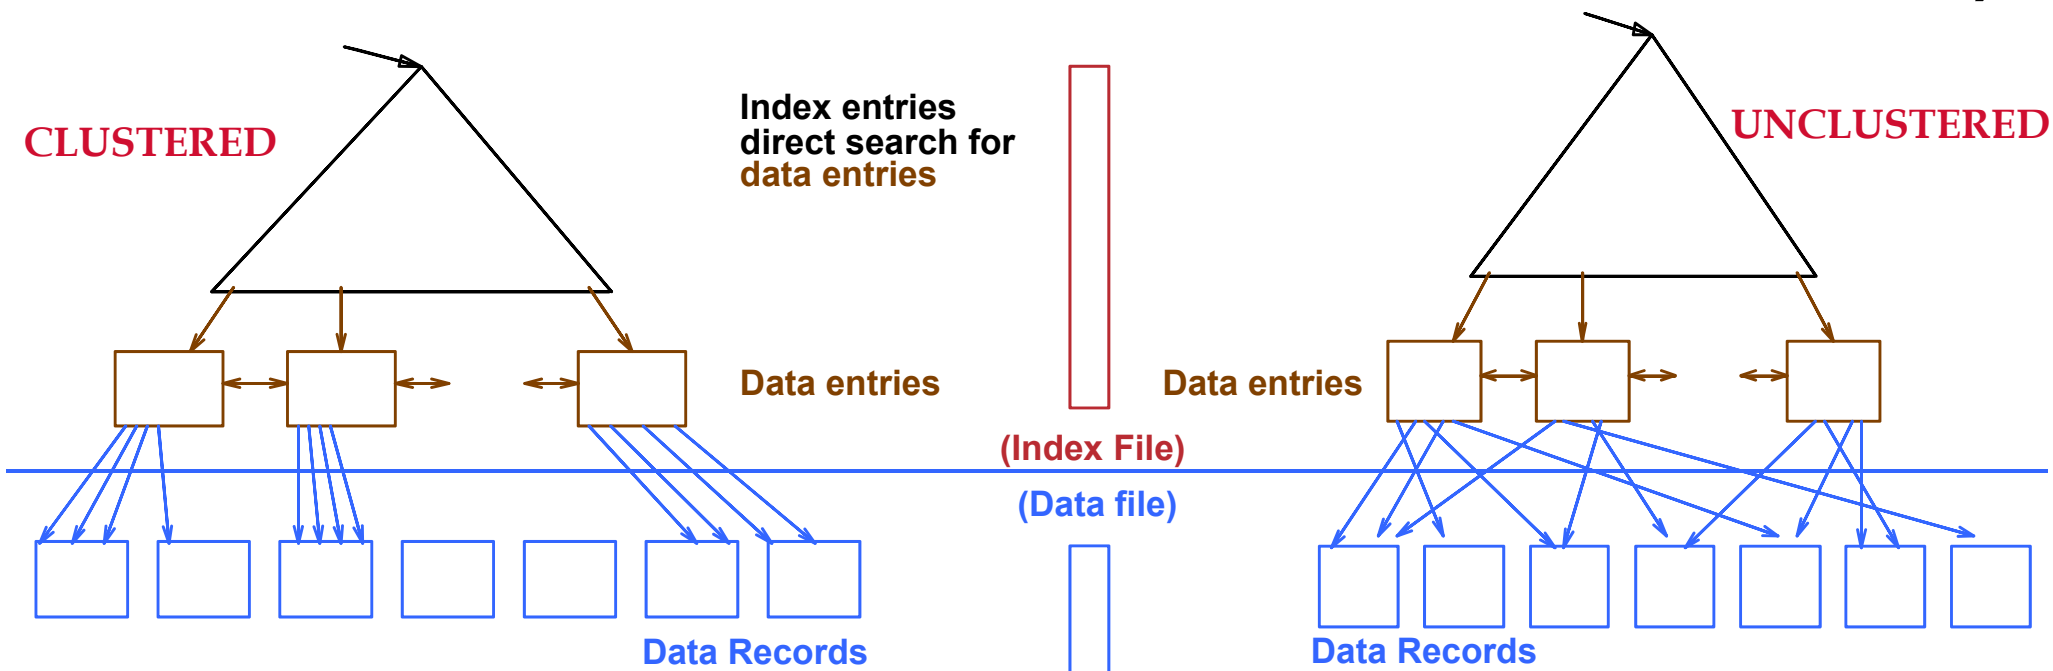 CLUSTERED
Index entries
direct search for
data entries
UNCLUSTERED
Data entries
Data entries
(Index File)
(Data file)
Data Records
Data Records